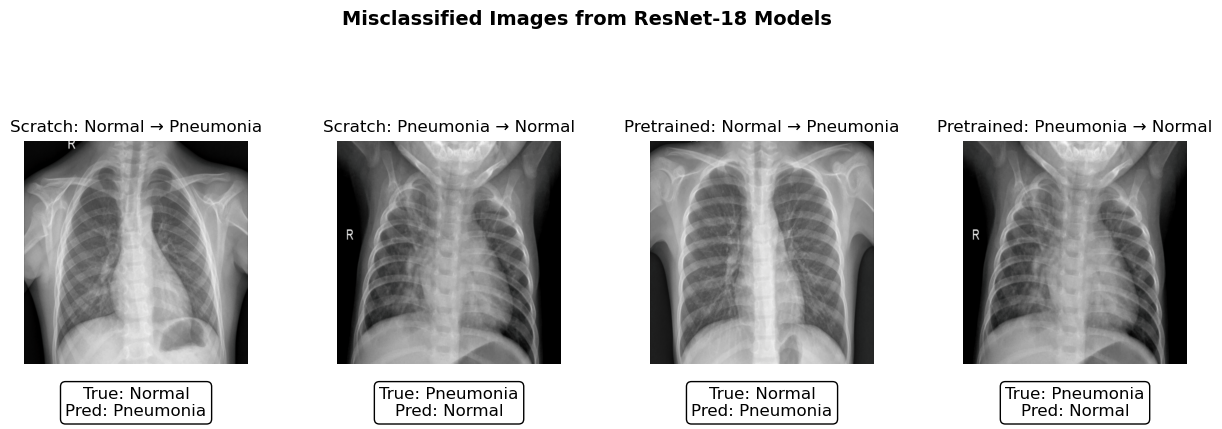 Misclassified Images from ResNet-18 Models
Scratch: Normal → Pneumonia
Scratch: Pneumonia → Normal
Pretrained: Normal → Pneumonia
Pretrained: Pneumonia → Normal
R
R
R
True: Normal
Pred: Pneumonia
True: Pneumonia
Pred: Normal
True: Normal
Pred: Pneumonia
True: Pneumonia
Pred: Normal